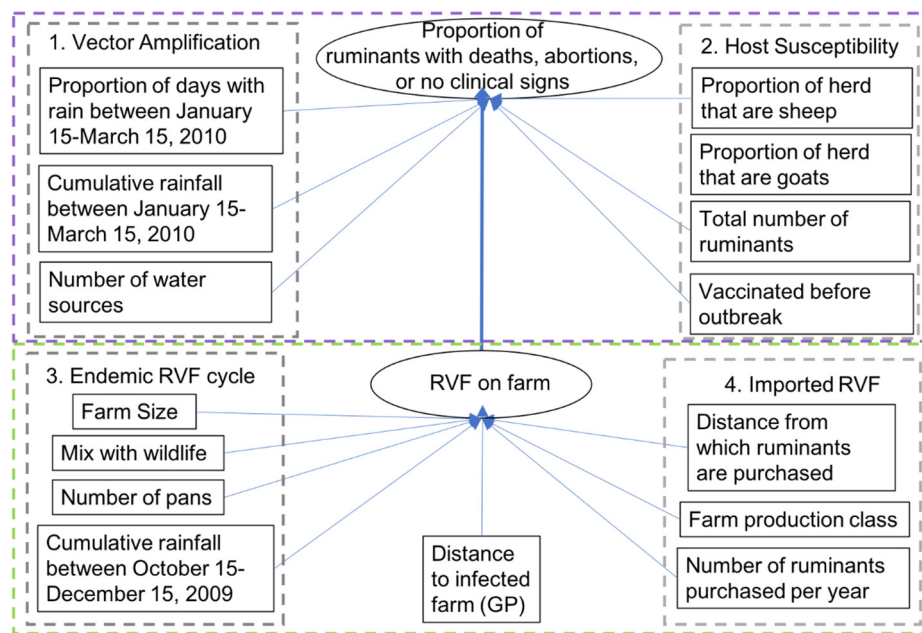 1. Vector Amplification
Proportion of days with
rain between January
15-March 15, 2010
Cumulative rainfall
between January 15-
March 15, 2010
Number of water
sources
Proportion of
ruminants with deaths, abortions,
or no clinical signs
2. Host Susceptibility
Proportion of herd
that are sheep
Proportion of herd
that are goats
Total number of
ruminants
Vaccinated before
outbreak
3. Endemic RVF cycle
Farm Size
Mix with wildlife
Number of pans
Cumulative rainfall
between October 15-
December 15, 2009
RVF on farm
Distance
to infected
farm (GP)
4. Imported RVF
Distance from
which ruminants
are purchased
Farm production class
Number of ruminants
purchased per year